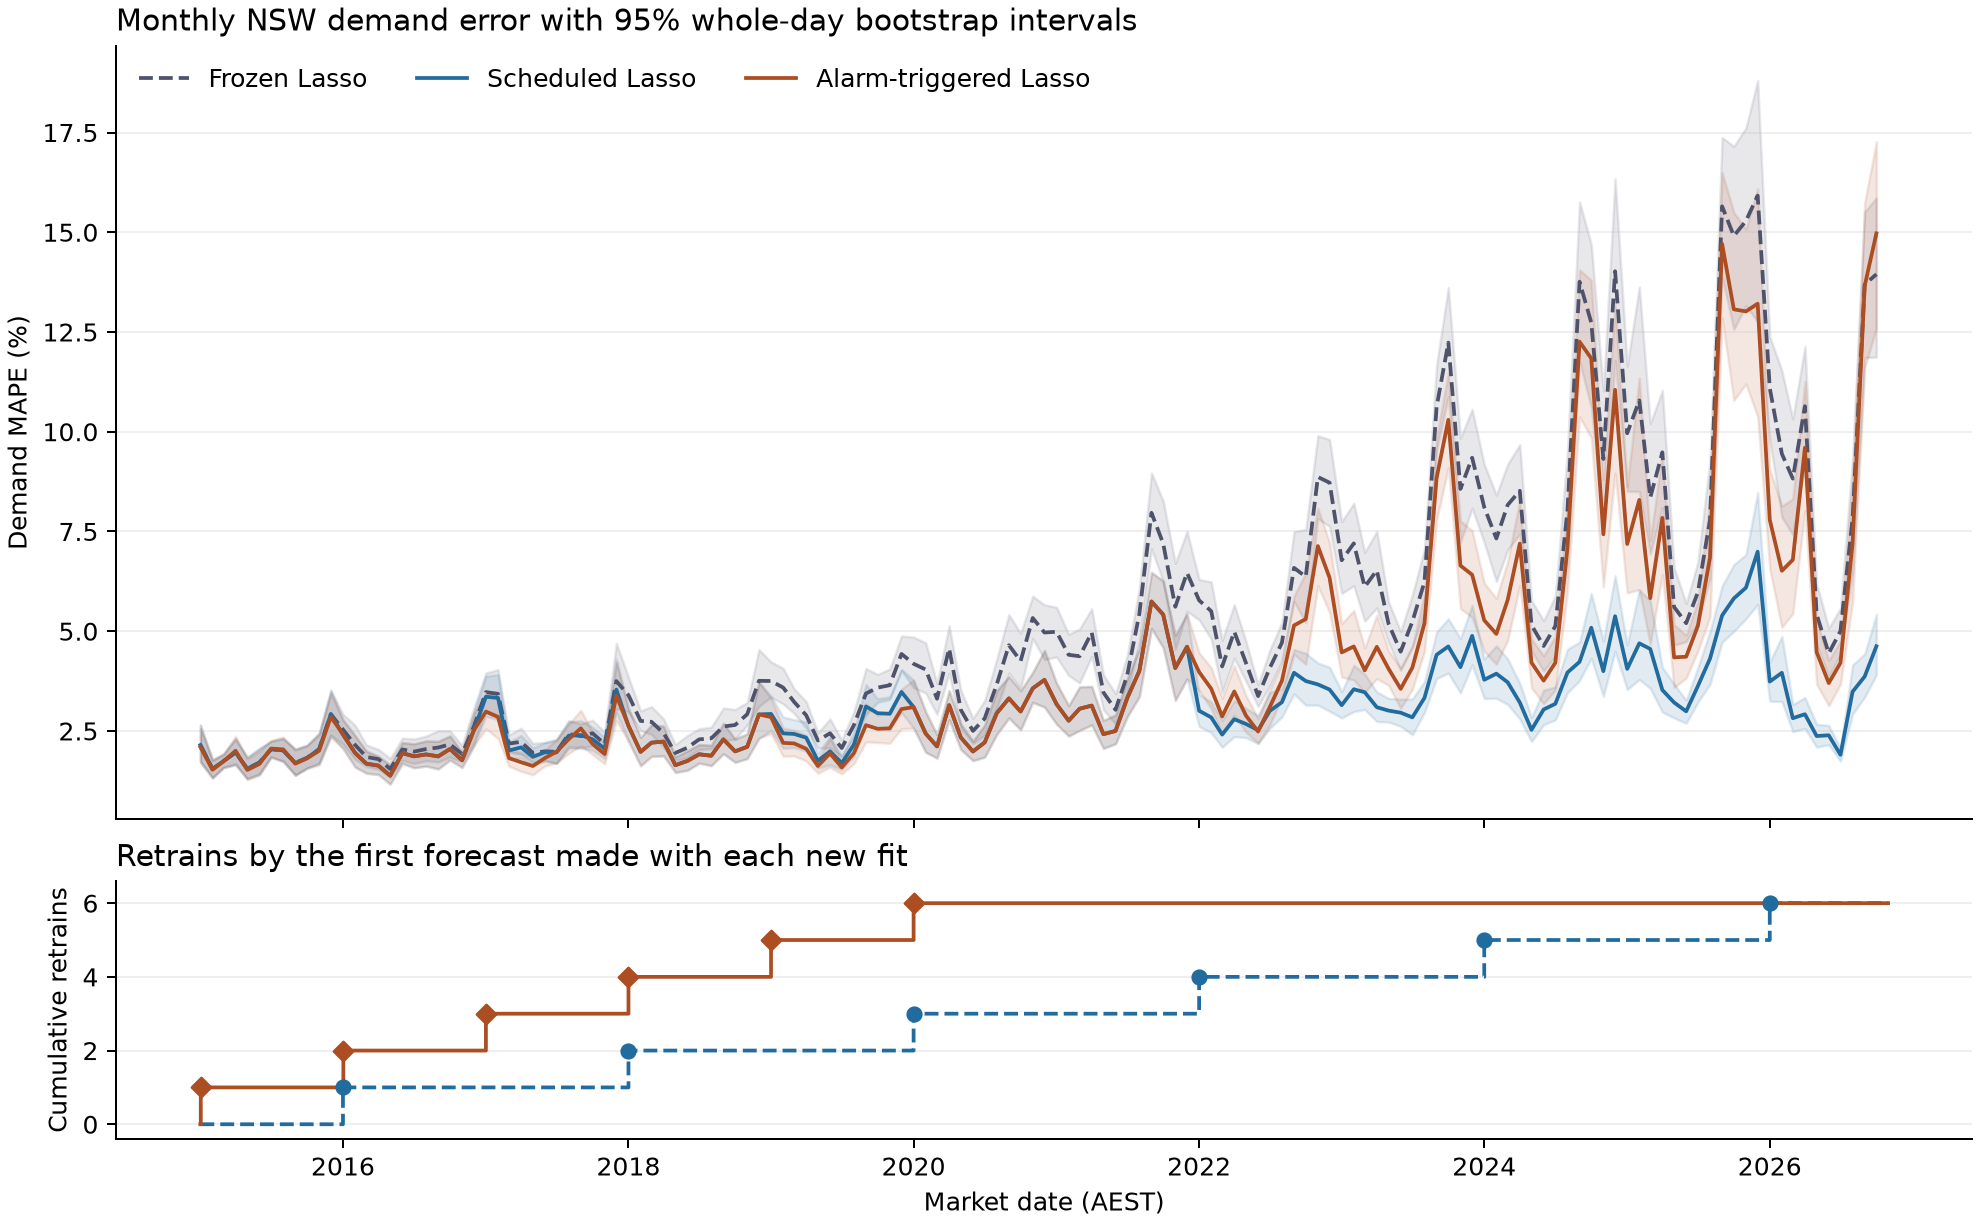 Monthly NSW demand error with 95% whole-day bootstrap intervals
Frozen Lasso
Scheduled Lasso
Alarm-triggered Lasso
Demand MAPE (%)
17.5
15.0
12.5
10.0
7.5
5.0
2.5
Retrains by the first forecast made with each new fit
Cumulative retrains
6
4
2
0
2016
2018
2020
2022
2024
2026
Market date (AEST)